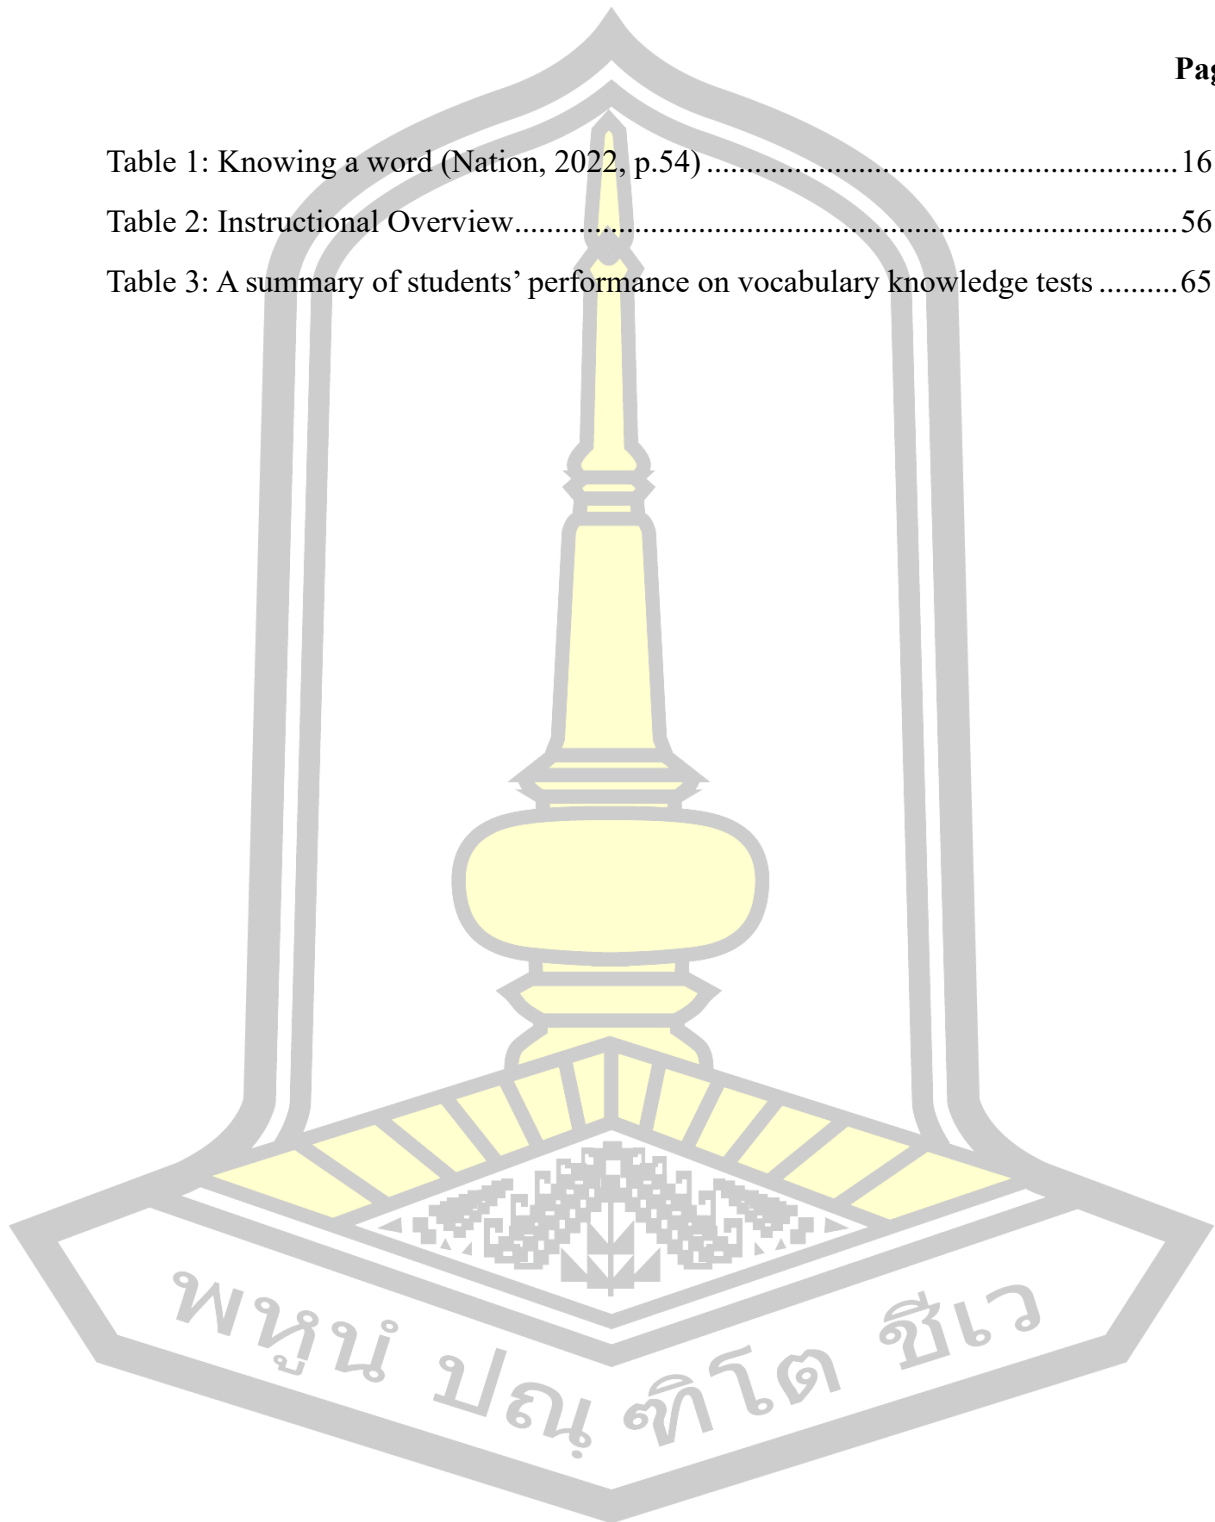 Pag
Table 1: Knowing a word (Nation, 2022, p.54) ............................................................ 16
Table 2: Instructional Overview.................................................................................... 56
Table 3: A summary of students’ performance on vocabulary knowledge tests .......... 65
พหูนํ ปณฺฑิโต ชีเว